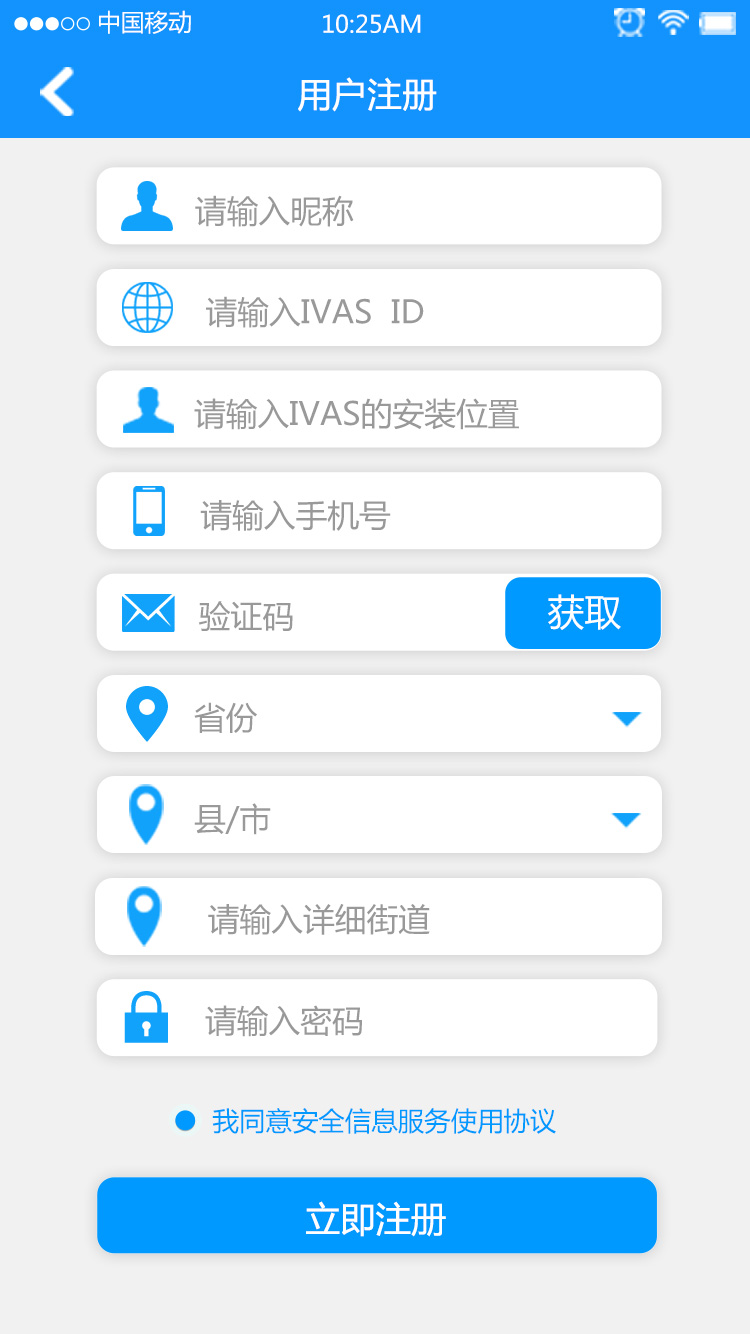 中国移动 10:25AM
用户注册
请输入昵称
请输入IVAS ID
请输入IVAS的安装位置
请输入手机号
验证码 获取
省份
县/市
请输入详细街道
请输入密码
我同意安全信息服务使用协议
立即注册